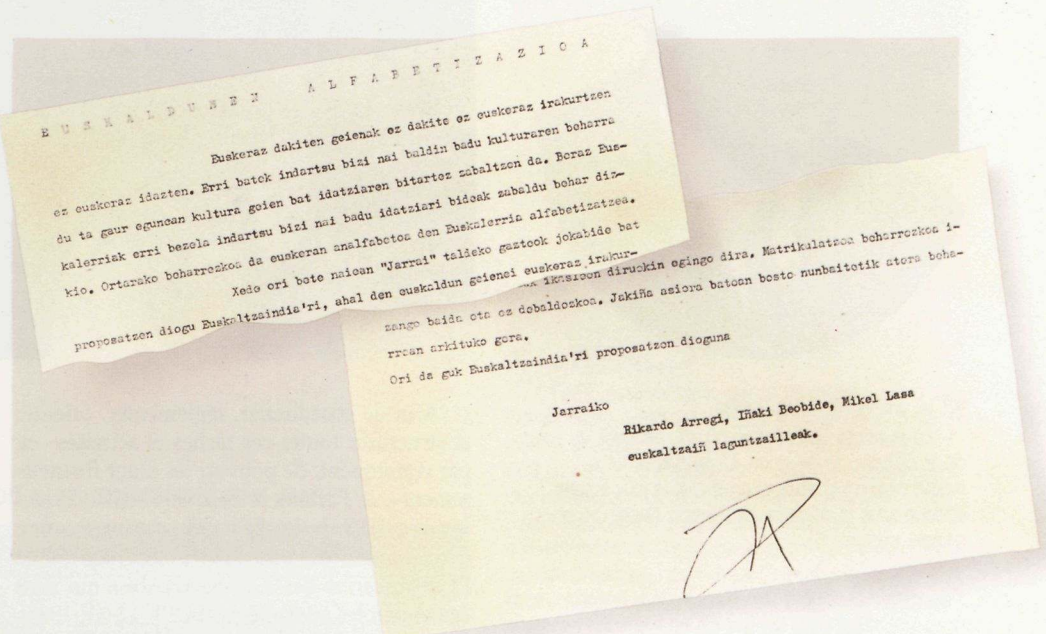 EUSKALDUNEN ALFABETIZAZIOA
Euskeraz dakiten geienak ez dakite ez euskeraz irakurtzen
ez euskeraz idazten. Erri batek indartsu bizi nai baldin badu kulturaren beharra
du ta gaur egunean kultura geien bat idatziaren bitartez zabaltzen da. Beraz Eus-
kalerriak erri bezela indartsu bizi nai badu idatziari bideak zabaldu behar diz-
kio. Ortarako beharrezkoa da euskeran analfabetoa den Euskalerria alfabetizatzea.
Xede ori bete naiean "Jarrai" taldeko gazteok jokabide bat
proposatzen diogu Euskaltzaindia'ri, ahal den euskaldun geienei euskeraz irakur-
ikasleen diruekin egingo dira. Matrikulatzea beharrezkoa i-
zango baida eta ez debaldezkoa. Jakiña asiera batean beste nunbaitetik atera beha-
rrean arkituko gera.
Ori da guk Euskaltzaindia'ri proposatzen dioguna
Jarraiko
Rikardo Arregi, Iñaki Beobide, Mikel Lasa
euskaltzaiñ laguntzailleak.